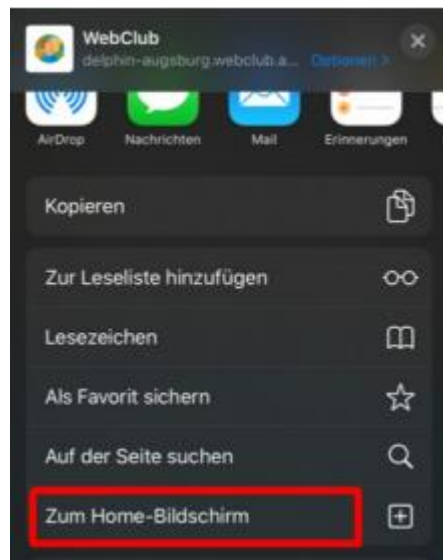 WebClub
delphin-augsburg.webclub.a... Optionen >
AirDrop Nachrichten Mail Erinnerungen
Kopieren
Zur Leseliste hinzufügen
Lesezeichen
Als Favorit sichern
Auf der Seite suchen
Zum Home-Bildschirm